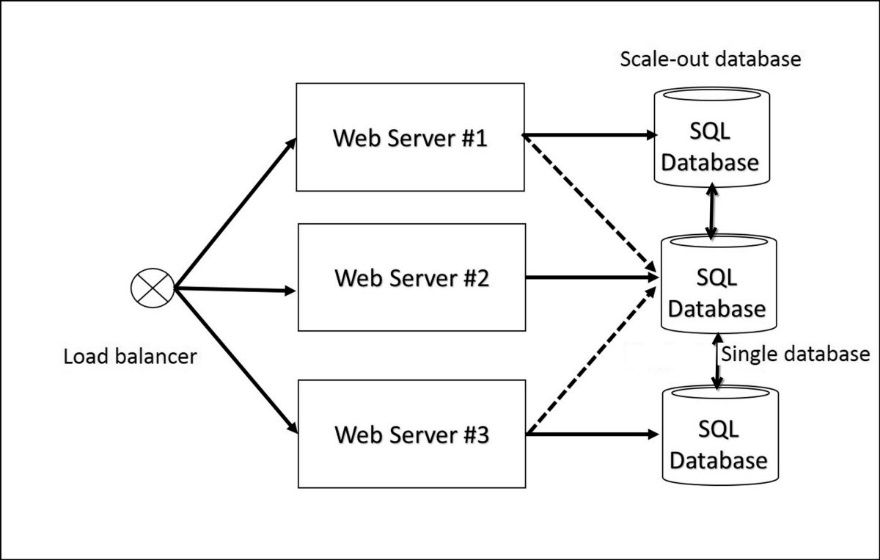 Scale-out database
Web Server #1
SQL
Database
Web Server #2
SQL
Database
Load balancer
Single database
Web Server #3
SQL
Database